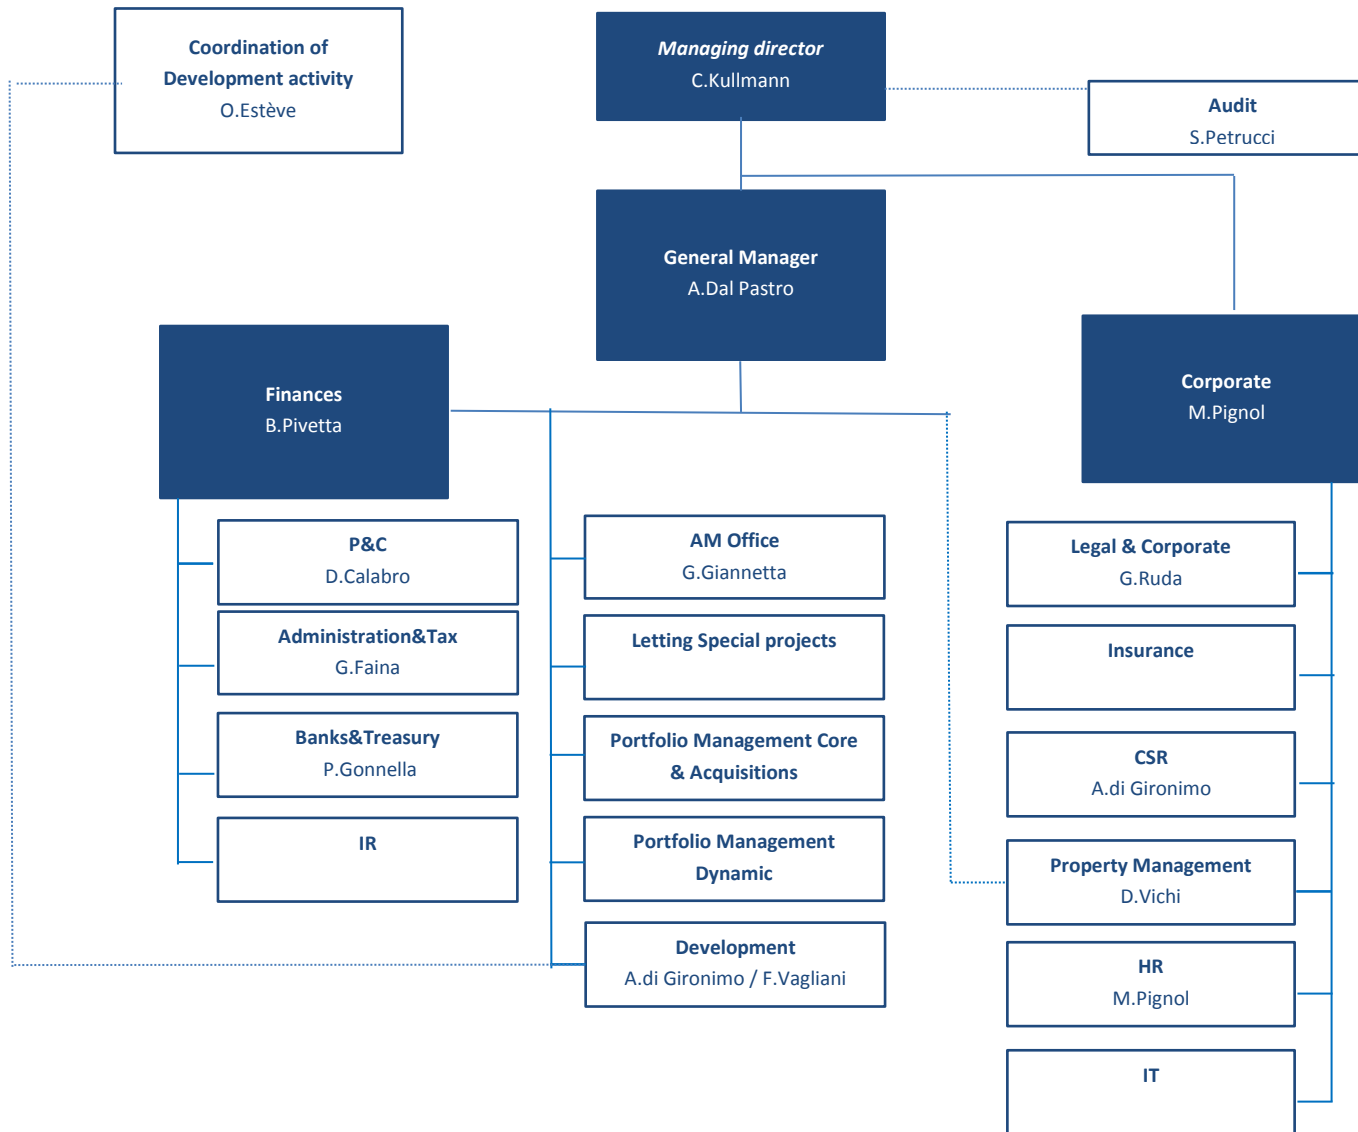 Coordination of
Development activity
O.Estève
Managing director
C.Kullmann
Audit
S.Petrucci
General Manager
A.Dal Pastro
Finances
B.Pivetta
Corporate
M.Pignol
P&C
D.Calabro
Administration&Tax
G.Faina
Banks&Treasury
P.Gonnella
IR
AM Office
G.Giannetta
Letting Special projects
Portfolio Management Core
& Acquisitions
Portfolio Management
Dynamic
Development
A.di Gironimo / F.Vagliani
Legal & Corporate
G.Ruda
Insurance
CSR
A.di Gironimo
Property Management
D.Vichi
HR
M.Pignol
IT